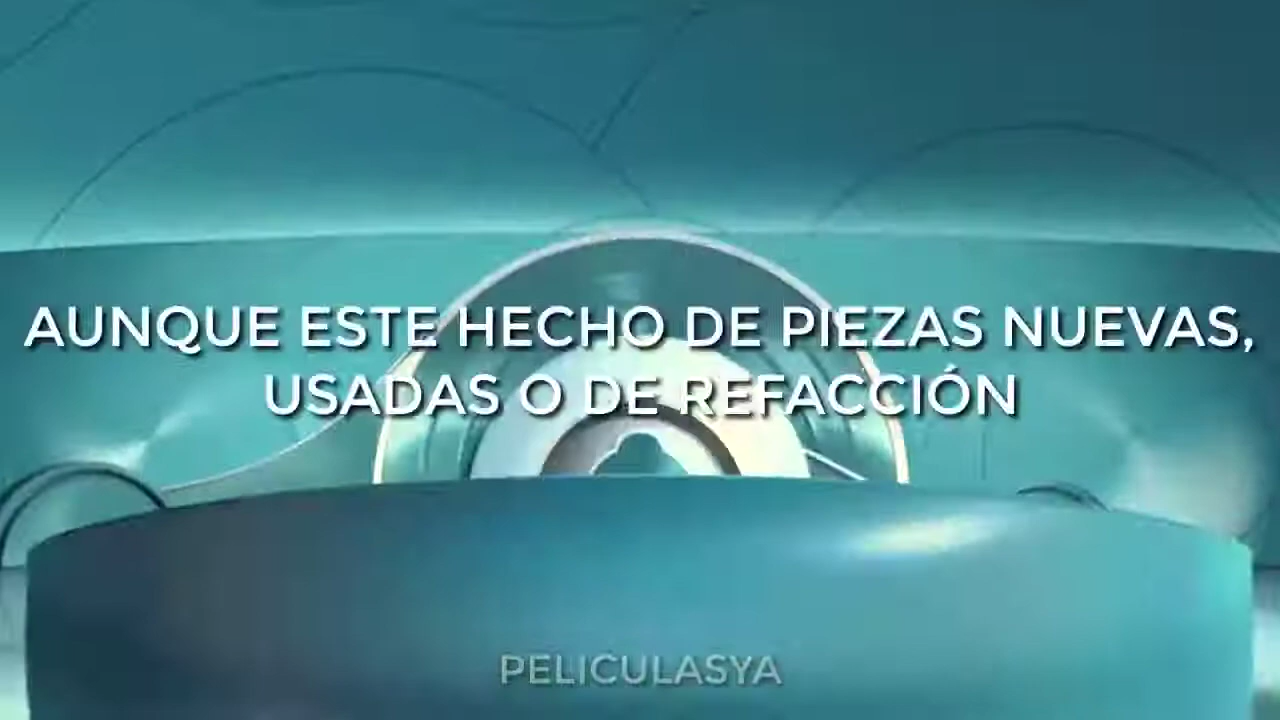 AUNQUE ESTE HECHO DE PIEZAS NUEVAS,
USADAS O DE REFACCIÓN
PELICULASYA